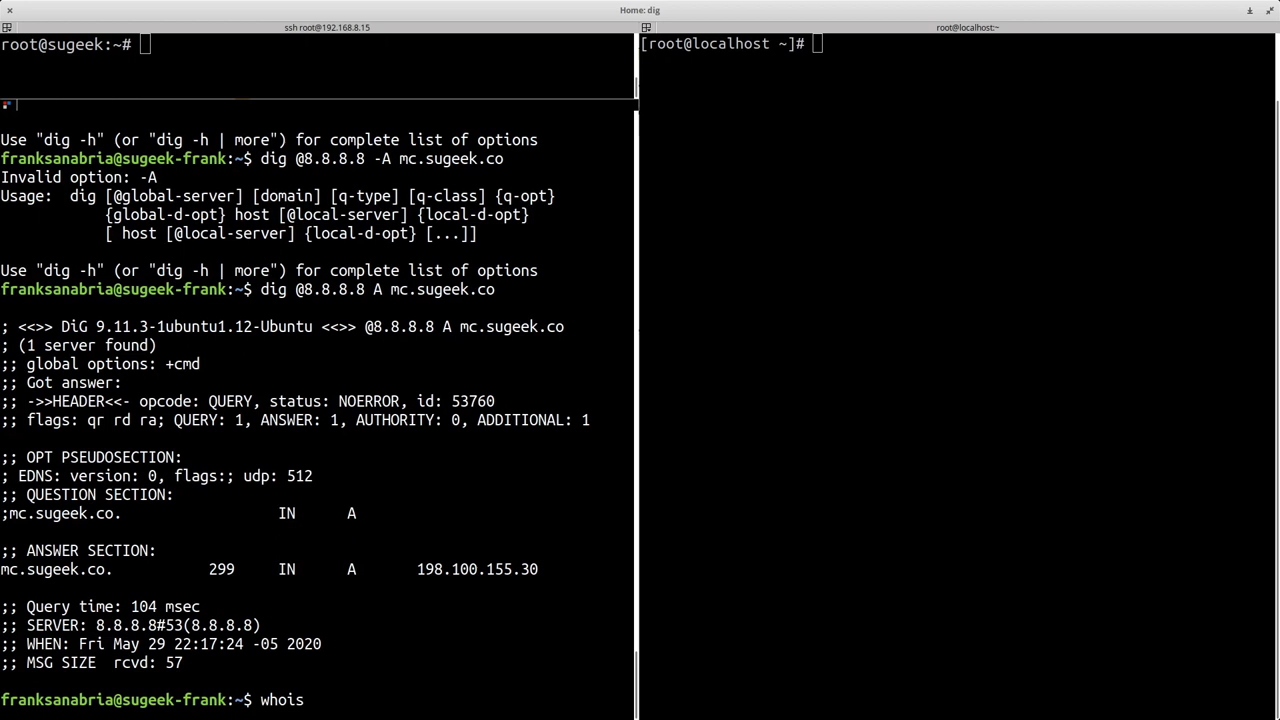 Home: dig
ssh root@192.168.8.15
root@sugeek:~#
Use "dig -h" (or "dig -h | more") for complete list of options
franksanabria@sugeek-frank:~$ dig @8.8.8.8 -A mc.sugeek.co
Invalid option: -A
Usage:  dig [@global-server] [domain] [q-type] [q-class] {q-opt}
            {global-d-opt} host [@local-server] {local-d-opt}
            [ host [@local-server] {local-d-opt} [...]]
Use "dig -h" (or "dig -h | more") for complete list of options
franksanabria@sugeek-frank:~$ dig @8.8.8.8 A mc.sugeek.co
; <<>> DiG 9.11.3-1ubuntu1.12-Ubuntu <<>> @8.8.8.8 A mc.sugeek.co
; (1 server found)
;; global options: +cmd
;; Got answer:
;; ->>HEADER<<- opcode: QUERY, status: NOERROR, id: 53760
;; flags: qr rd ra; QUERY: 1, ANSWER: 1, AUTHORITY: 0, ADDITIONAL: 1
;; OPT PSEUDOSECTION:
; EDNS: version: 0, flags:; udp: 512
;; QUESTION SECTION:
;mc.sugeek.co.                  IN      A
;; ANSWER SECTION:
mc.sugeek.co.           299     IN      A       198.100.155.30
;; Query time: 104 msec
;; SERVER: 8.8.8.8#53(8.8.8.8)
;; WHEN: Fri May 29 22:17:24 -05 2020
;; MSG SIZE  rcvd: 57
franksanabria@sugeek-frank:~$ whois
root@localhost:~
[root@localhost ~]#